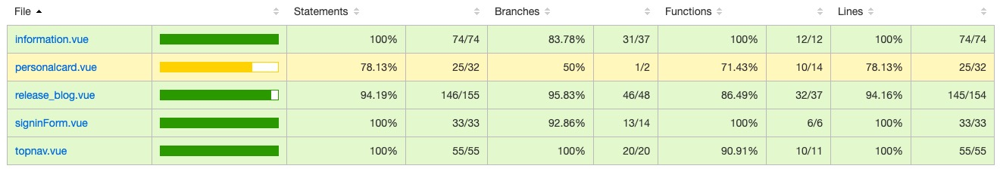 File Statements Branches Functions Lines
information.vue 100% 74/74 83.78% 31/37 100% 12/12 100% 74/74
personalcard.vue 78.13% 25/32 50% 1/2 71.43% 10/14 78.13% 25/32
release_blog.vue 94.19% 146/155 95.83% 46/48 86.49% 32/37 94.16% 145/154
signinForm.vue 100% 33/33 92.86% 13/14 100% 6/6 100% 33/33
topnav.vue 100% 55/55 100% 20/20 90.91% 10/11 100% 55/55